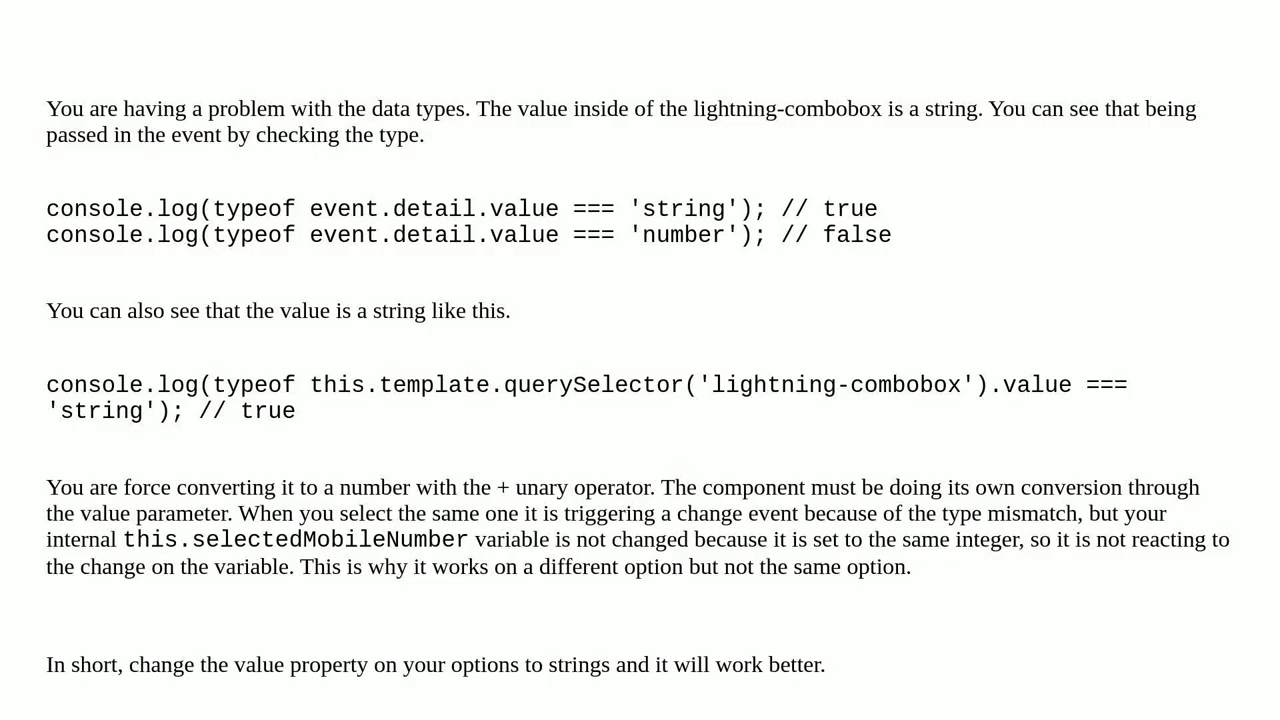 You are having a problem with the data types. The value inside of the lightning-combobox is a string. You can see that being
passed in the event by checking the type.
console.log(typeof event.detail.value === 'string'); // true
console.log(typeof event.detail.value === 'number'); // false
You can also see that the value is a string like this.
console.log(typeof this.template.querySelector('lightning-combobox').value ===
'string'); // true
You are force converting it to a number with the + unary operator. The component must be doing its own conversion through
the value parameter. When you select the same one it is triggering a change event because of the type mismatch, but your
internal this.selectedMobileNumber variable is not changed because it is set to the same integer, so it is not reacting to
the change on the variable. This is why it works on a different option but not the same option.
In short, change the value property on your options to strings and it will work better.